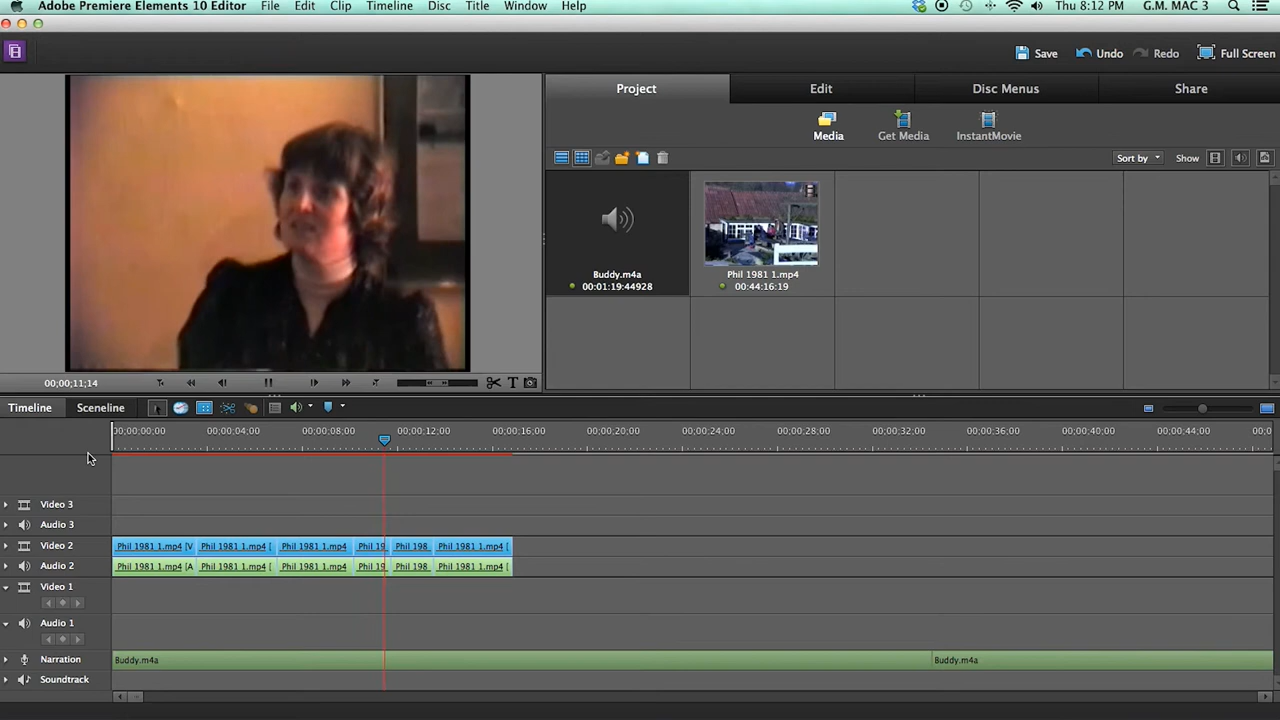 Adobe Premiere Elements 10 Editor File Edit Clip Timeline Disc Title Window Help Thu 8:12 PM G.M. MAC 3
Save Undo Redo Full Screen
Project Edit Disc Menus Share
Media Get Media InstantMovie
Sort by Show
Buddy.m4a
00:01:19:44928
Phil 1981 1.mp4
00:44:16:19
00;00;11;14
T
Timeline Sceneline
00;00;00;00 00;00;04;00 00;00;08;00 00;00;12;00 00;00;16;00 00;00;20;00 00;00;24;00 00;00;28;00 00;00;32;00 00;00;36;00 00;00;40;00 00;00;44;00 00;0
Video 3
Audio 3
Video 2 Phil 1981 1.mp4 [V Phil 1981 1.mp4 [ Phil 1981 1.mp4 Phil 19 Phil 198 Phil 1981 1.mp4 [
Audio 2 Phil 1981 1.mp4 [A Phil 1981 1.mp4 [ Phil 1981 1.mp4 Phil 19 Phil 198 Phil 1981 1.mp4 [
Video 1
Audio 1
Narration Buddy.m4a Buddy.m4a
Soundtrack